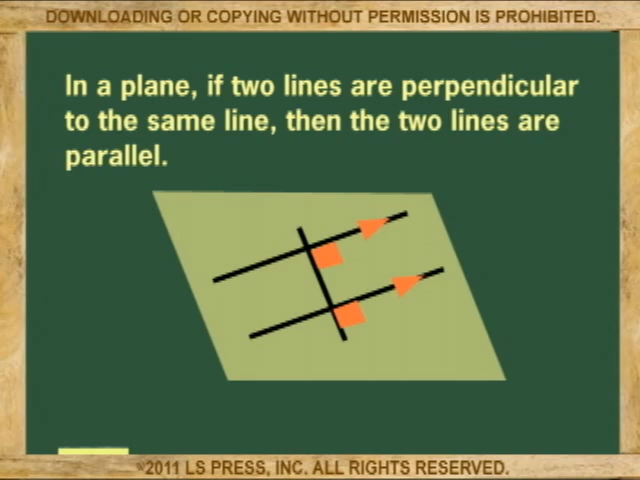 DOWNLOADING OR COPYING WITHOUT PERMISSION IS PROHIBITED.
In a plane, if two lines are perpendicular
to the same line, then the two lines are
parallel.
©2011 LS PRESS, INC. ALL RIGHTS RESERVED.